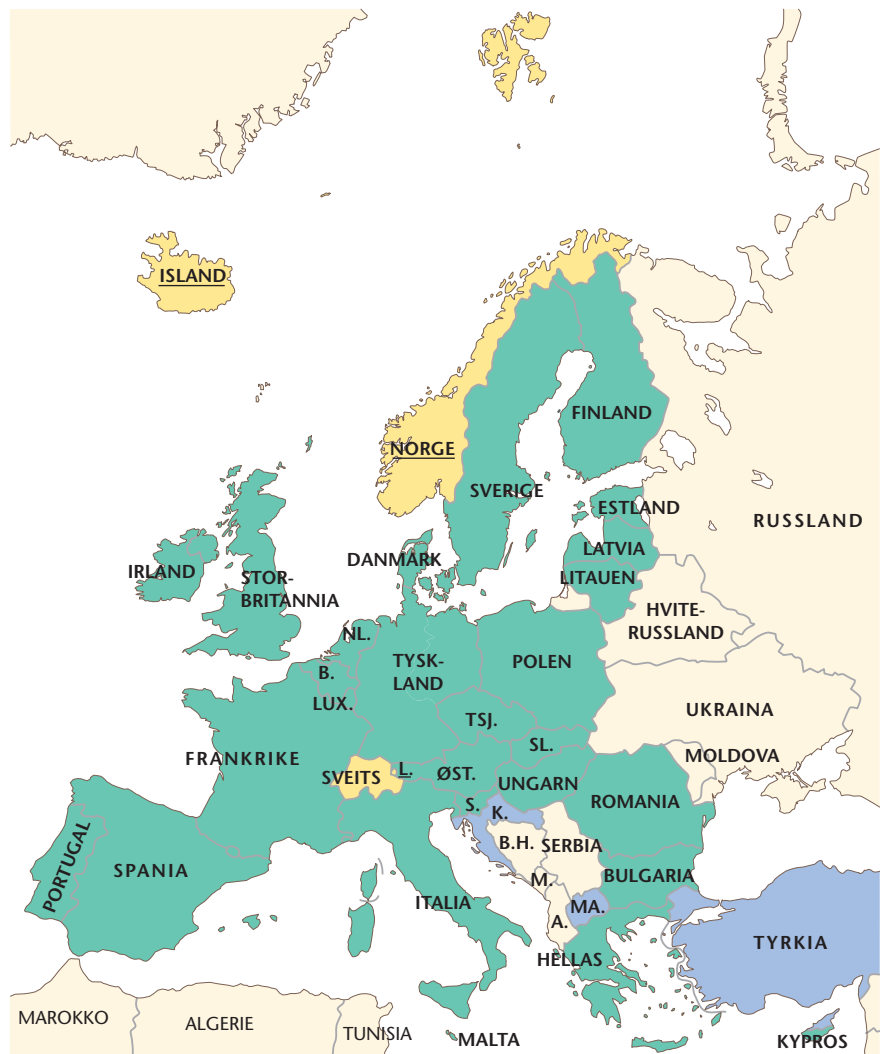 ISLAND
FINLAND
NORGE
SVERIGE
ESTLAND
RUSSLAND
LATVIA
DANMARK
IRLAND
STOR-
BRITANNIA
LITAUEN
HVITE-
RUSSLAND
NL.
TYSK-
LAND
POLEN
B.
LUX.
UKRAINA
TSJ.
SL.
MOLDOVA
FRANKRIKE
SVEITS
L.
ØST.
UNGARN
ROMANIA
S.
K.
B.H.
SERBIA
PORTUGAL
SPANIA
BULGARIA
M.
ITALIA
MA.
A.
TYRKIA
HELLAS
MAROKKO
ALGERIE
TUNISIA
MALTA
KYPROS